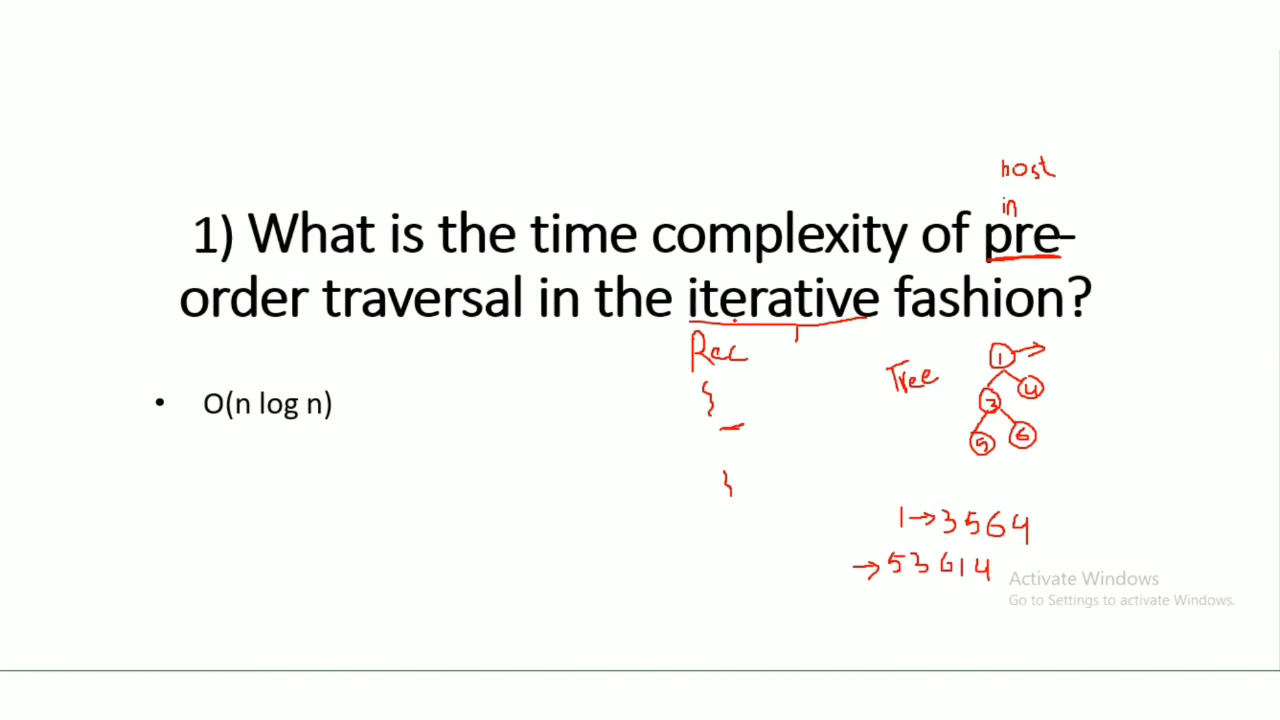 host
in
1) What is the time complexity of pre-
order traversal in the iterative fashion?
Rec
{
}
Tree
1
4
3
5
6
• O(n log n)
1→3564
→53614
Activate Windows
Go to Settings to activate Windows.